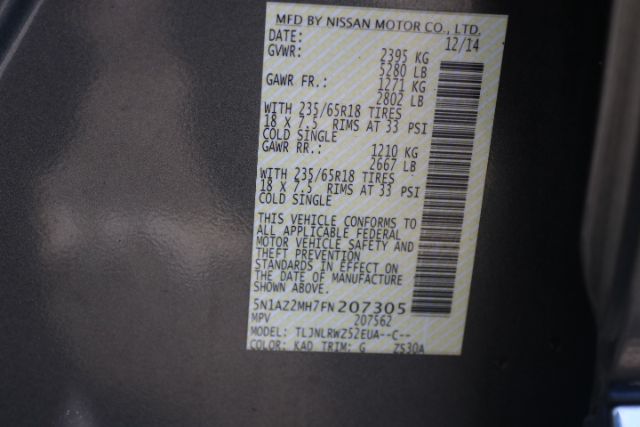 MFD BY NISSAN MOTOR CO., LTD.
DATE: 12/14
GVWR: 2395 KG
5280 LB
GAWR FR.: 1271 KG
2802 LB
WITH 235/65R18 TIRES
18 X 7.5 RIMS AT 33 PSI
COLD SINGLE
GAWR RR.: 1210 KG
2667 LB
WITH 235/65R18 TIRES
18 X 7.5 RIMS AT 33 PSI
COLD SINGLE
THIS VEHICLE CONFORMS TO
ALL APPLICABLE FEDERAL
MOTOR VEHICLE SAFETY AND
THEFT PREVENTION
STANDARDS IN EFFECT ON
THE DATE OF MANUFACTURE
SHOWN ABOVE.
5N1AZ2MH7FN207305
MPV 207562
MODEL: TLJNLRWZ52EUA--C--
COLOR: KAD TRIM: G Z530A